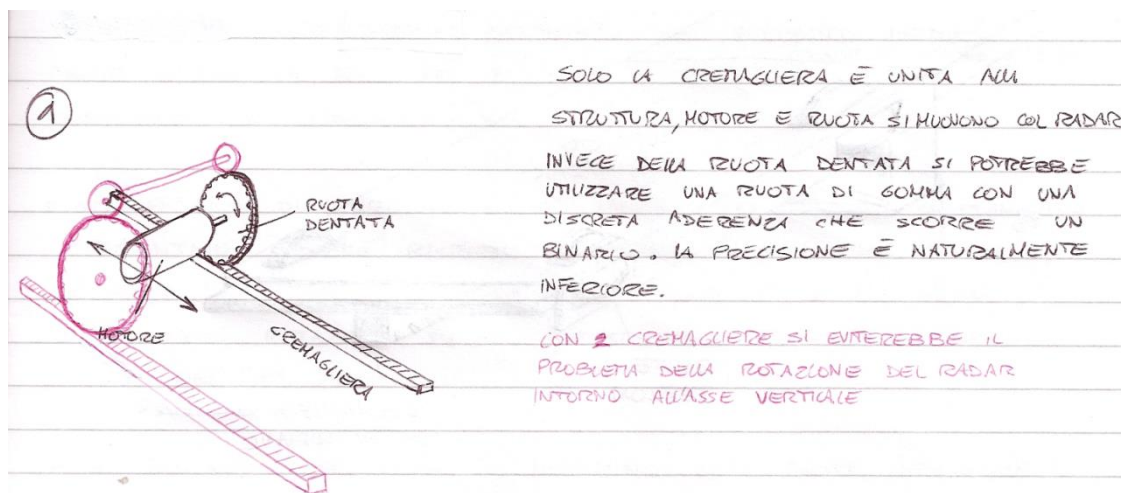 1
SOLO LA CREMAGLIERA È UNITA ALLA
STRUTTURA, MOTORE E RUOTA SI MUOVONO COL RADAR
INVECE DELLA RUOTA DENTATA SI POTREBBE
UTILIZZARE UNA RUOTA DI GOMMA CON UNA
DISCRETA ADERENZA CHE SCORRE UN
BINARIO. LA PRECISIONE È NATURALMENTE
INFERIORE.
CON 2 CREMAGLIERE SI EVITEREBBE IL
PROBLEMA DELLA ROTAZIONE DEL RADAR
INTORNO ALL'ASSE VERTICALE
RUOTA
DENTATA
MOTORE
CREMAGLIERA